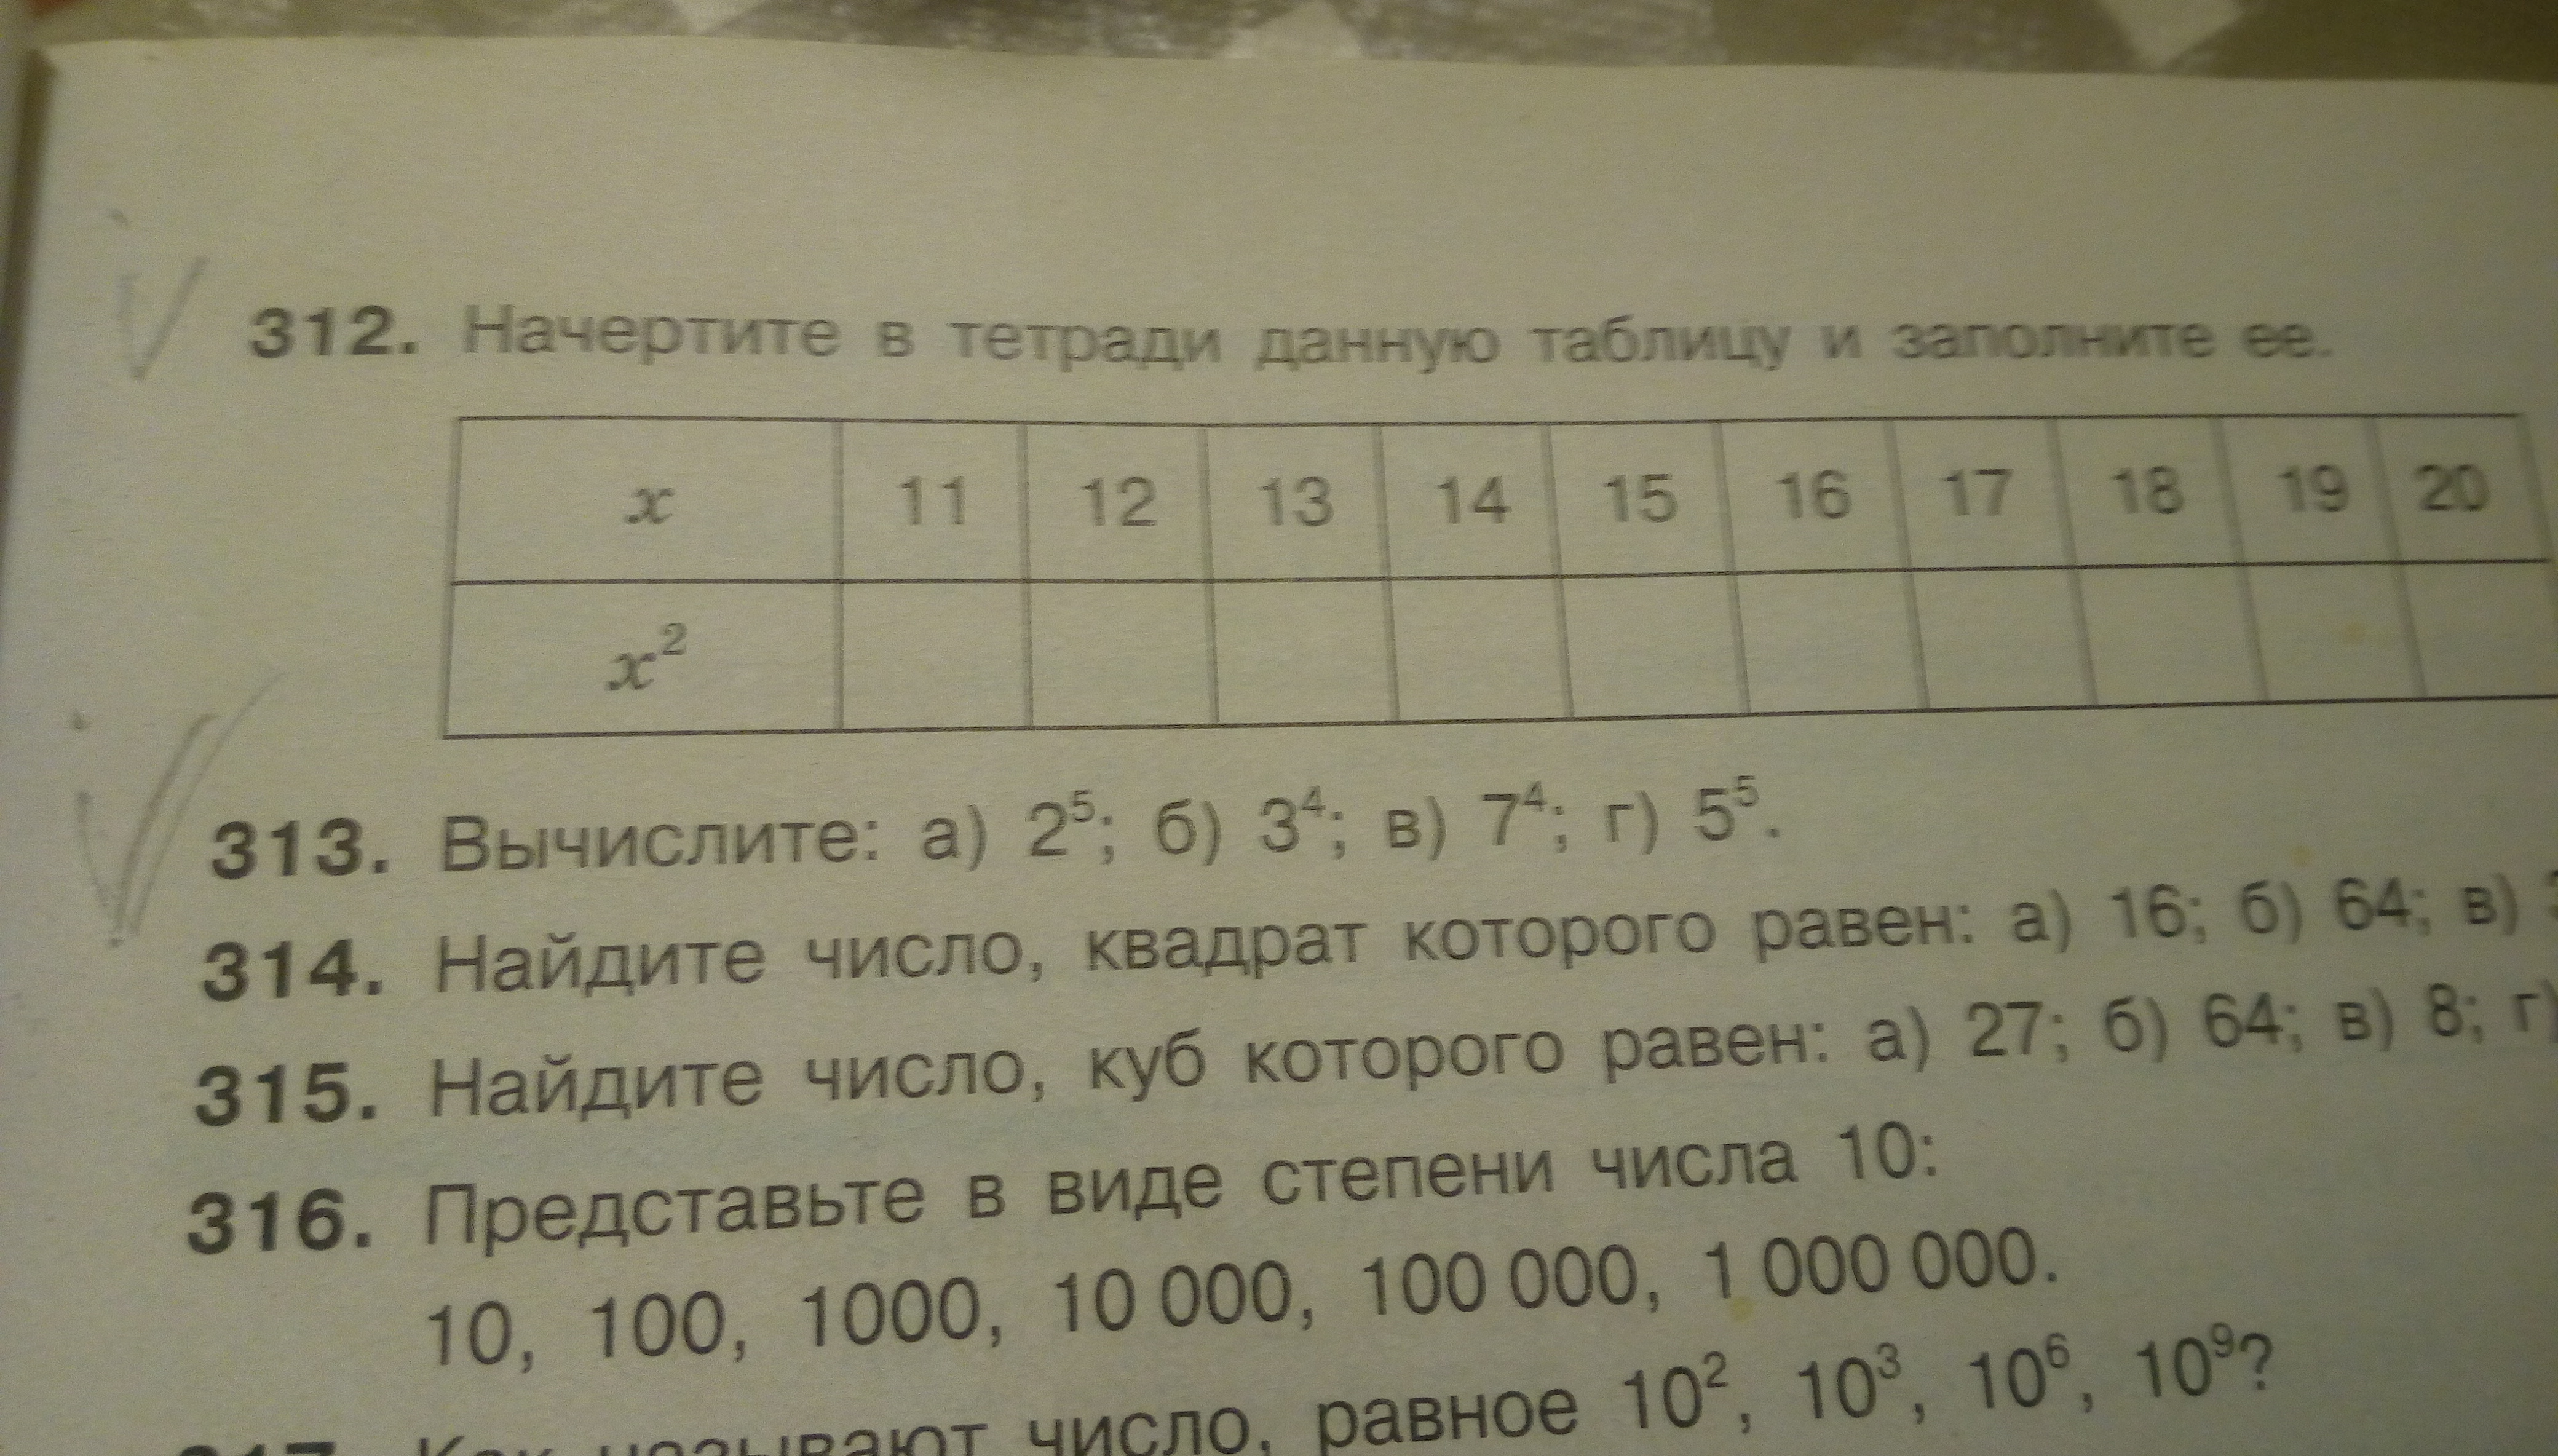 312. Начертите в тетради данную таблицу и заполните ее.
x 11 12 13 14 15 16 17 18 19 20
x²
313. Вычислите: а) 2⁵; б) 3⁴; в) 7⁴; г) 5⁵.
314. Найдите число, квадрат которого равен: а) 16; б) 64; в)
315. Найдите число, куб которого равен: а) 27; б) 64; в) 8; г)
316. Представьте в виде степени числа 10:
10, 100, 1000, 10 000, 100 000, 1 000 000.
317. Как называют число, равное 10², 10³, 10⁶, 10⁹?